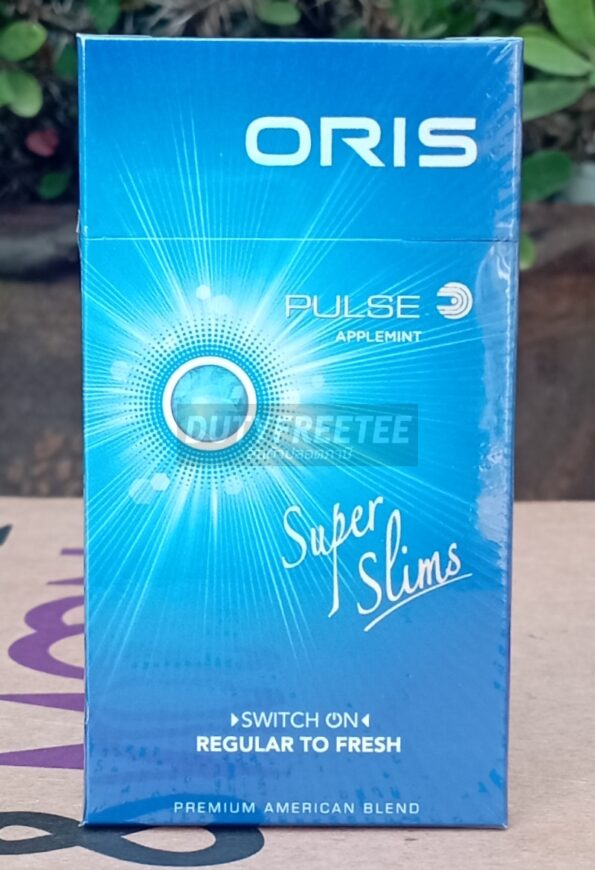 ORIS
PULSE
APPLEMINT
DUTYFREETEE
Super
Slims
SWITCH ON
REGULAR TO FRESH
PREMIUM AMERICAN BLEND